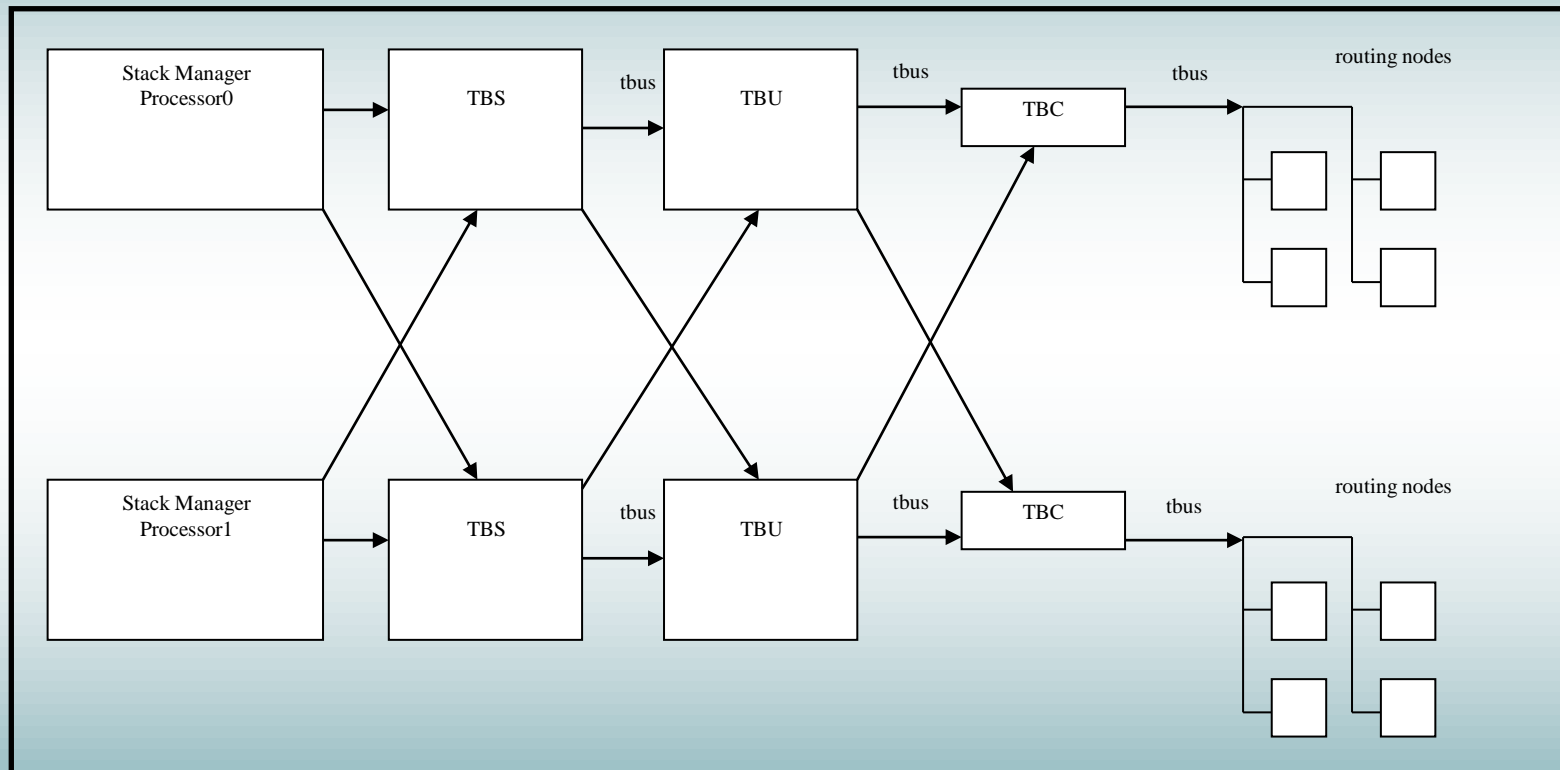 Stack Manager
Processor0
TBS
tbus
TBU
tbus
TBC
tbus
routing nodes
Stack Manager
Processor1
TBS
tbus
TBU
tbus
TBC
tbus
routing nodes